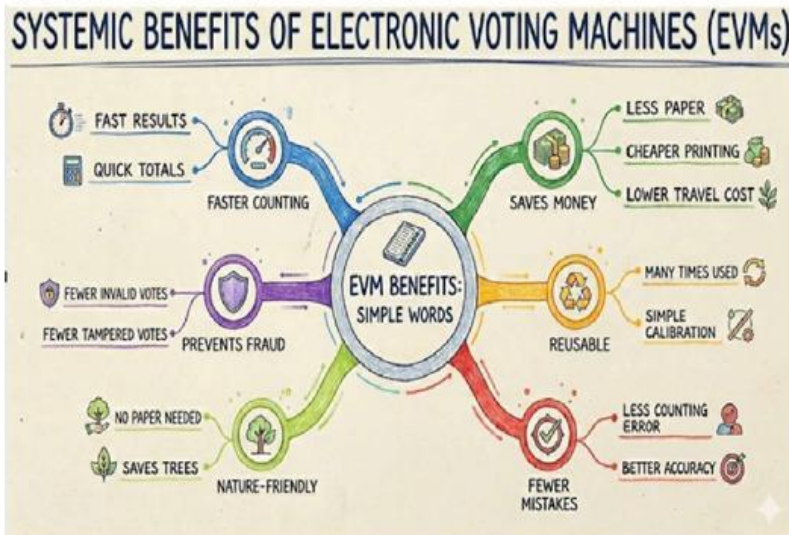 SYSTEMIC BENEFITS OF ELECTRONIC VOTING MACHINES (EVMs)
FAST RESULTS
QUICK TOTALS
FASTER COUNTING
LESS PAPER
CHEAPER PRINTING
LOWER TRAVEL COST
SAVES MONEY
EVM BENEFITS:
SIMPLE WORDS
FEWER INVALID VOTES
FEWER TAMPERED VOTES
PREVENTS FRAUD
MANY TIMES USED
SIMPLE
CALIBRATION
REUSABLE
NO PAPER NEEDED
SAVES TREES
NATURE-FRIENDLY
LESS COUNTING
ERROR
BETTER ACCURACY
FEWER
MISTAKES